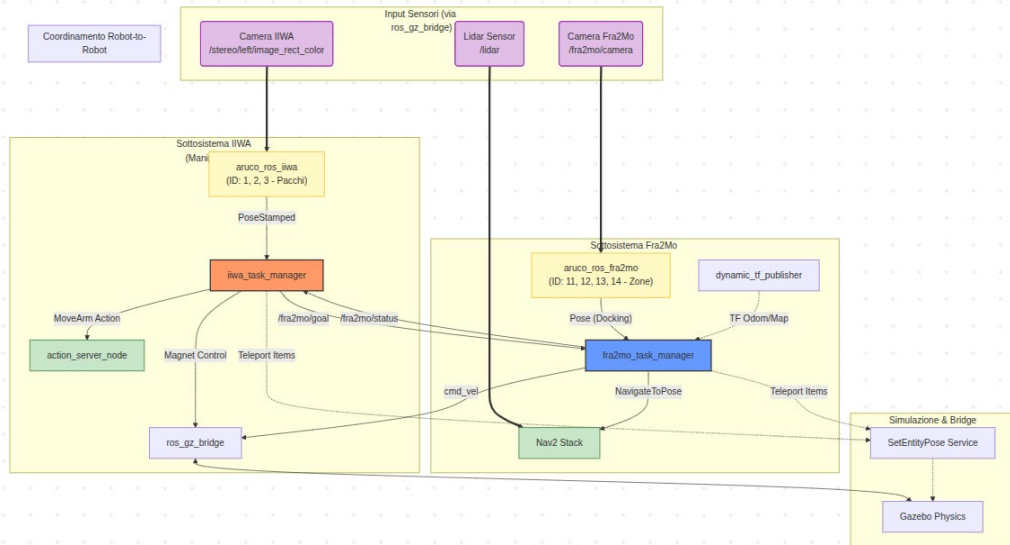 Input Sensori (via
ros_gz_bridge)
Coordinamento Robot-to-
Robot
Camera IIWA
/stereo/left/image_rect_color
Lidar Sensor
/lidar
Camera Fra2Mo
/fra2mo/camera
Sottosistema IIWA
(Mani
aruco_ros_iiwa
(ID: 1, 2, 3 - Pacchi)
PoseStamped
iiwa_task_manager
MoveArm Action
/fra2mo/goal
/fra2mo/status
action_server_node
Magnet Control
Teleport Items
ros_gz_bridge
Sottosistema Fra2Mo
aruco_ros_fra2mo
(ID: 11, 12, 13, 14 - Zone)
dynamic_tf_publisher
Pose (Docking)
TF Odom/Map
fra2mo_task_manager
cmd_vel
NavigateToPose
Teleport Items
Nav2 Stack
Simulazione & Bridge
SetEntityPose Service
Gazebo Physics